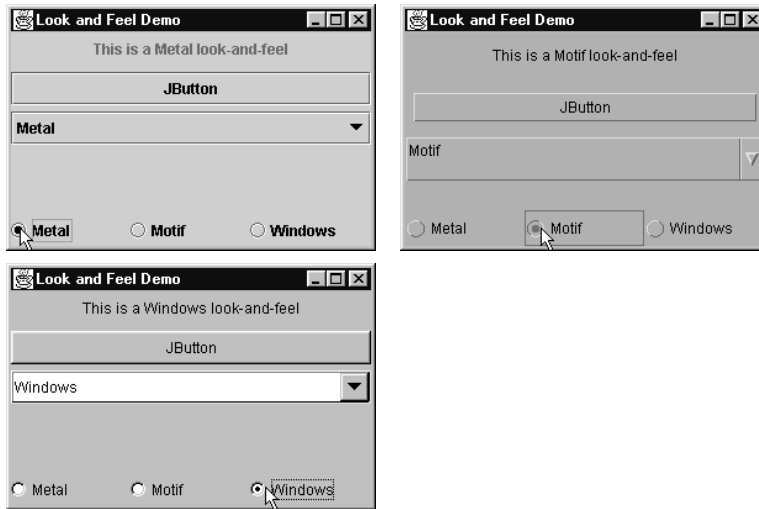 Look and Feel Demo
This is a Metal look-and-feel
JButton
Metal
Metal Motif Windows
Look and Feel Demo
This is a Motif look-and-feel
JButton
Motif
Metal Motif Windows
Look and Feel Demo
This is a Windows look-and-feel
JButton
Windows
Metal Motif Windows